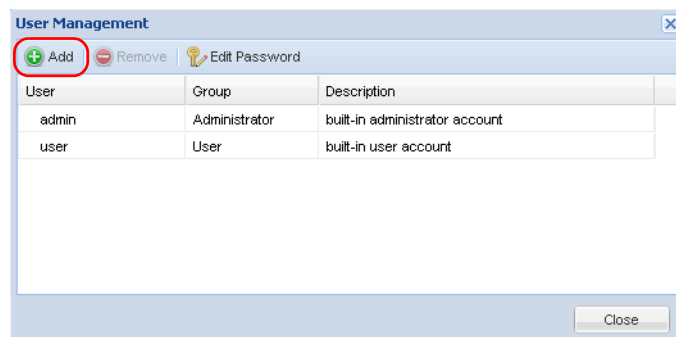 User Management
Add Remove Edit Password
User Group Description
admin Administrator built-in administrator account
user User built-in user account
Close